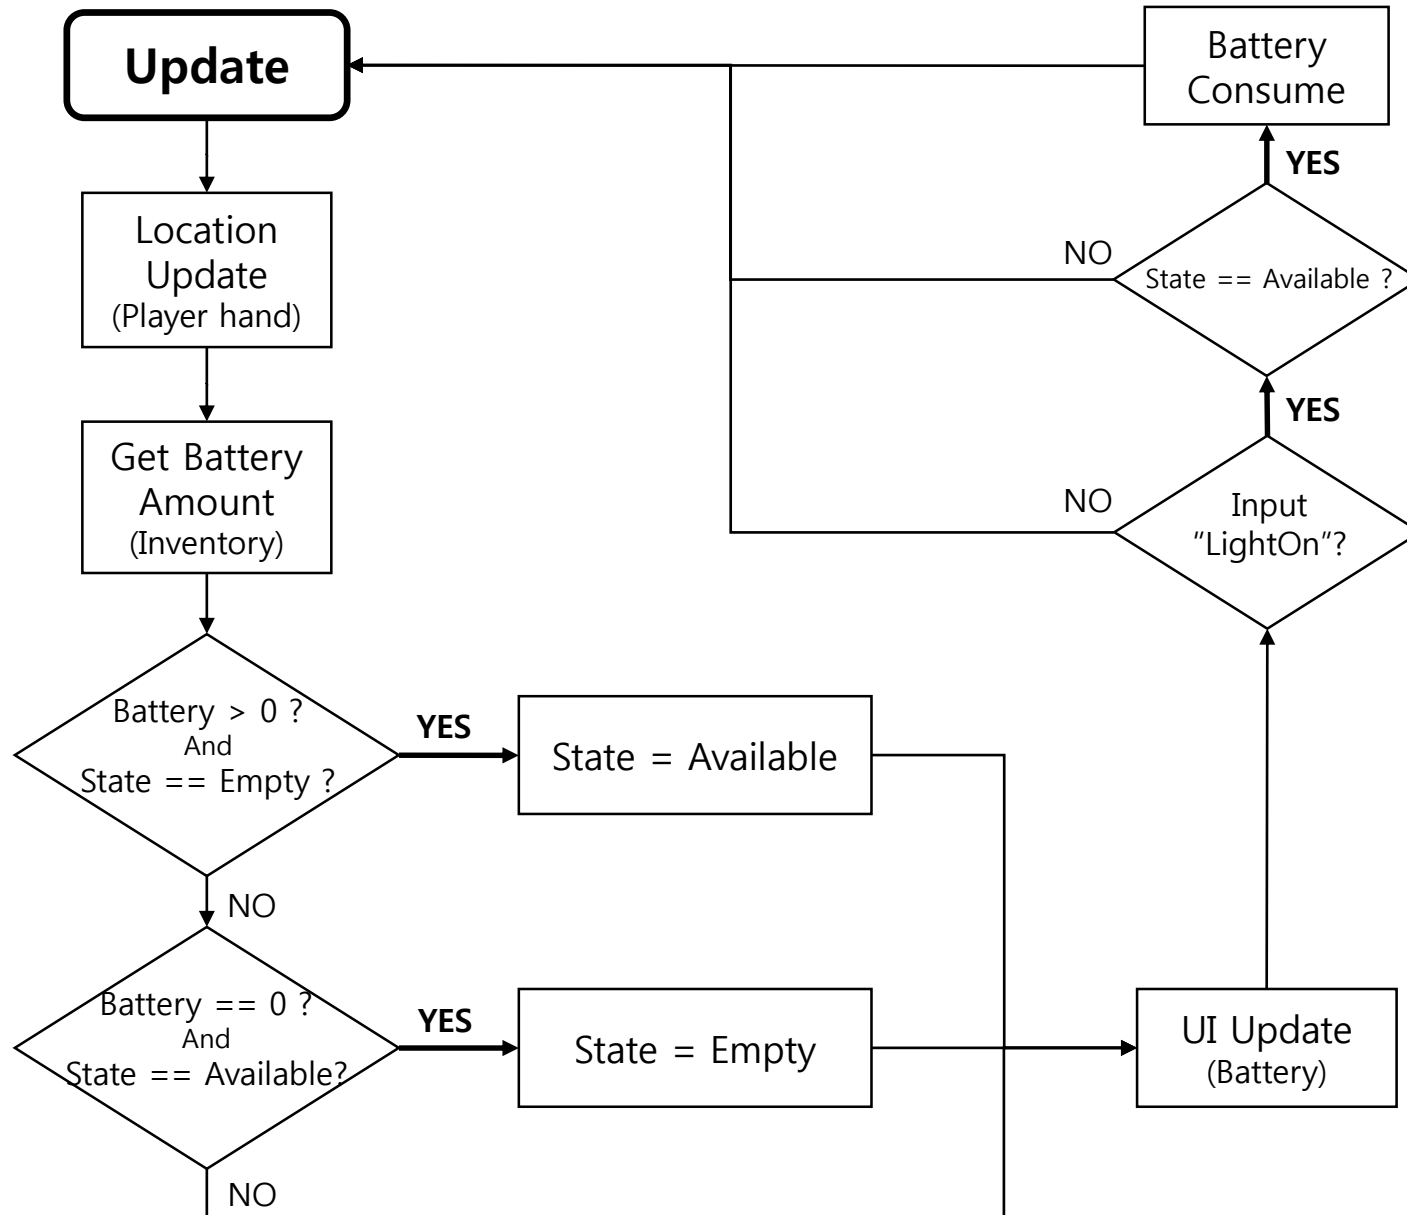 Update
Location
Update
(Player hand)
Get Battery
Amount
(Inventory)
Battery > 0 ?
And
State == Empty ?
YES
State = Available
NO
Battery == 0 ?
And
State == Available?
YES
State = Empty
NO
UI Update
(Battery)
Input
“LightOn”?
NO
YES
State == Available ?
NO
YES
Battery
Consume